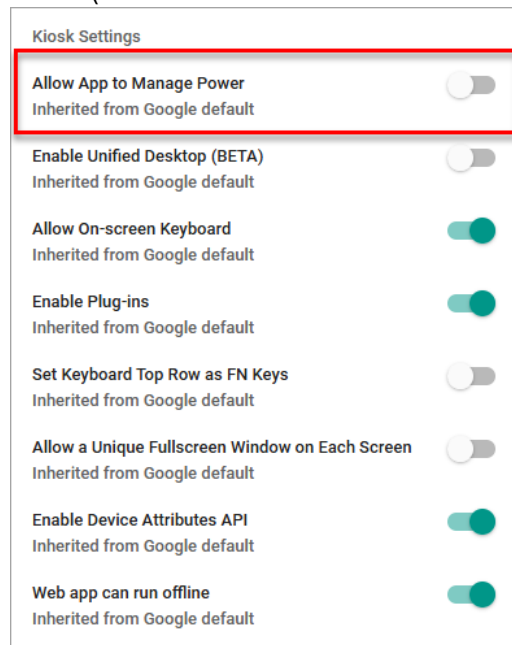 Kiosk Settings
Allow App to Manage Power
Inherited from Google default
Enable Unified Desktop (BETA)
Inherited from Google default
Allow On-screen Keyboard
Inherited from Google default
Enable Plug-ins
Inherited from Google default
Set Keyboard Top Row as FN Keys
Inherited from Google default
Allow a Unique Fullscreen Window on Each Screen
Inherited from Google default
Enable Device Attributes API
Inherited from Google default
Web app can run offline
Inherited from Google default